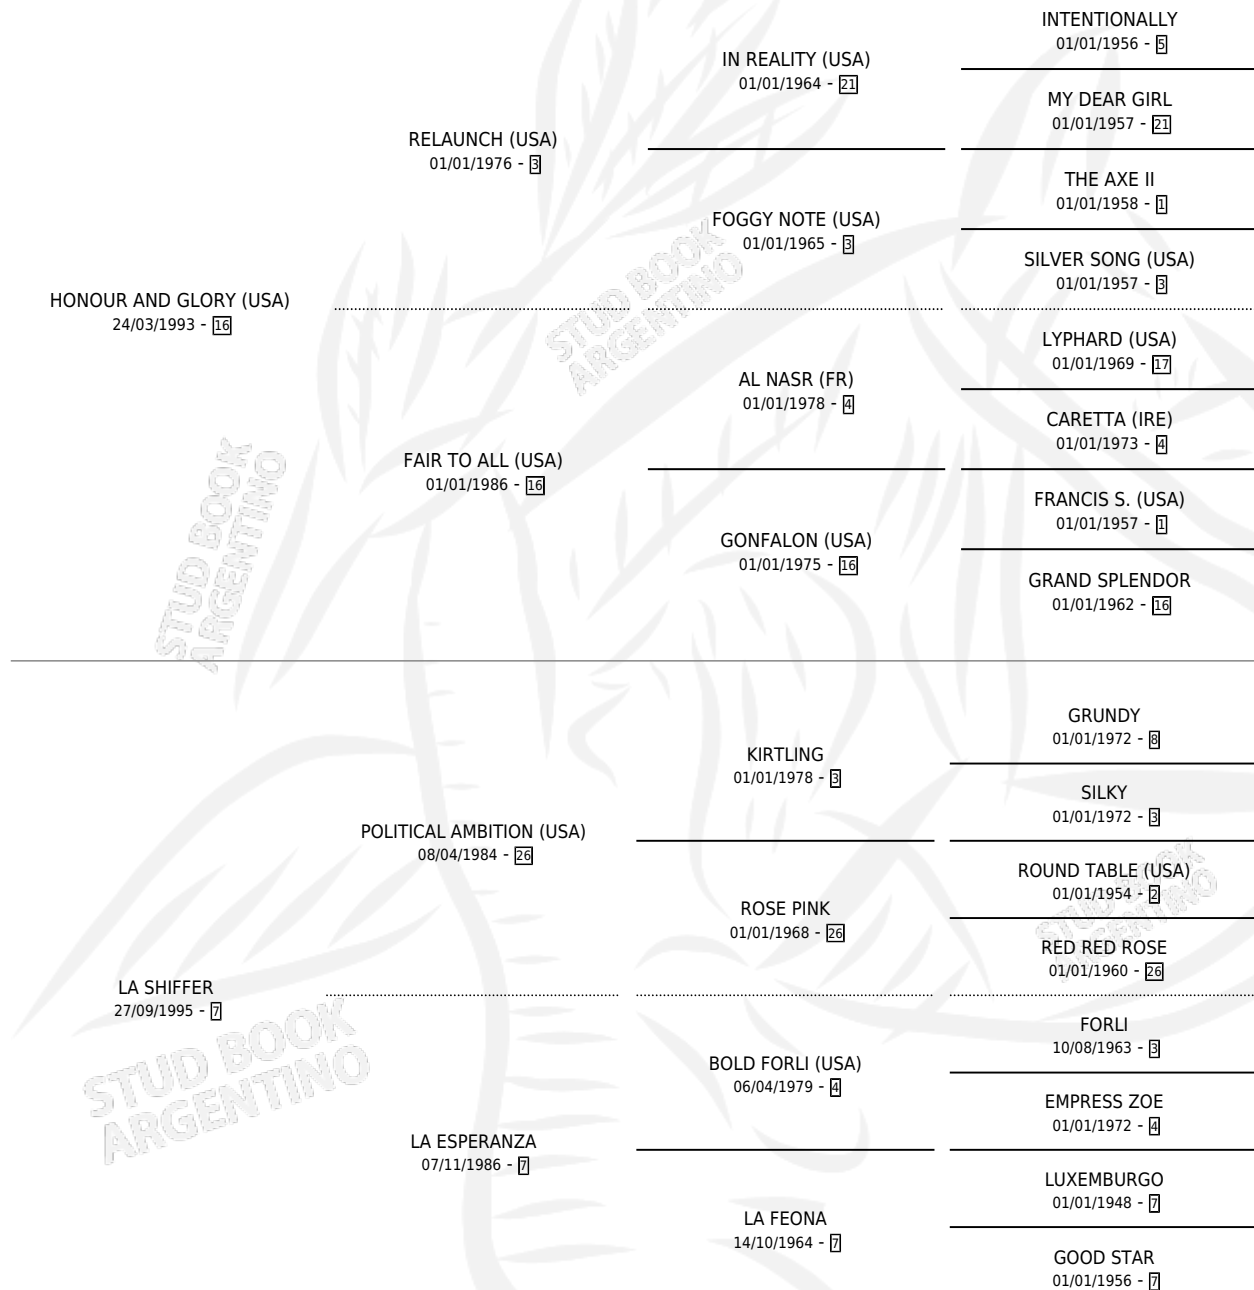 INTENTIONALLY
01/01/1956 - 5
IN REALITY (USA)
01/01/1964 - 21
MY DEAR GIRL
01/01/1957 - 21
RELAUNCH (USA)
01/01/1976 - 3
THE AXE II
01/01/1958 - 1
FOGGY NOTE (USA)
01/01/1965 - 3
SILVER SONG (USA)
01/01/1957 - 3
HONOUR AND GLORY (USA)
24/03/1993 - 16
LYPHARD (USA)
01/01/1969 - 17
AL NASR (FR)
01/01/1978 - 4
CARETTA (IRE)
01/01/1973 - 4
FAIR TO ALL (USA)
01/01/1986 - 16
FRANCIS S. (USA)
01/01/1957 - 1
GONFALON (USA)
01/01/1975 - 16
GRAND SPLENDOR
01/01/1962 - 16
GRUNDY
01/01/1972 - 8
KIRTLING
01/01/1978 - 3
SILKY
01/01/1972 - 3
POLITICAL AMBITION (USA)
08/04/1984 - 26
ROUND TABLE (USA)
01/01/1954 - 2
ROSE PINK
01/01/1968 - 26
RED RED ROSE
01/01/1960 - 26
LA SHIFFER
27/09/1995 - 7
FORLI
10/08/1963 - 3
BOLD FORLI (USA)
06/04/1979 - 4
EMPRESS ZOE
01/01/1972 - 4
LA ESPERANZA
07/11/1986 - 7
LUXEMBURGO
01/01/1948 - 7
LA FEONA
14/10/1964 - 7
GOOD STAR
01/01/1956 - 7
STUD BOOK
ARGENTINO
STUD BOOK
ARGENTINO
STUD BOOK
ARGENTINO
STUD BOOK
ARGENTINO